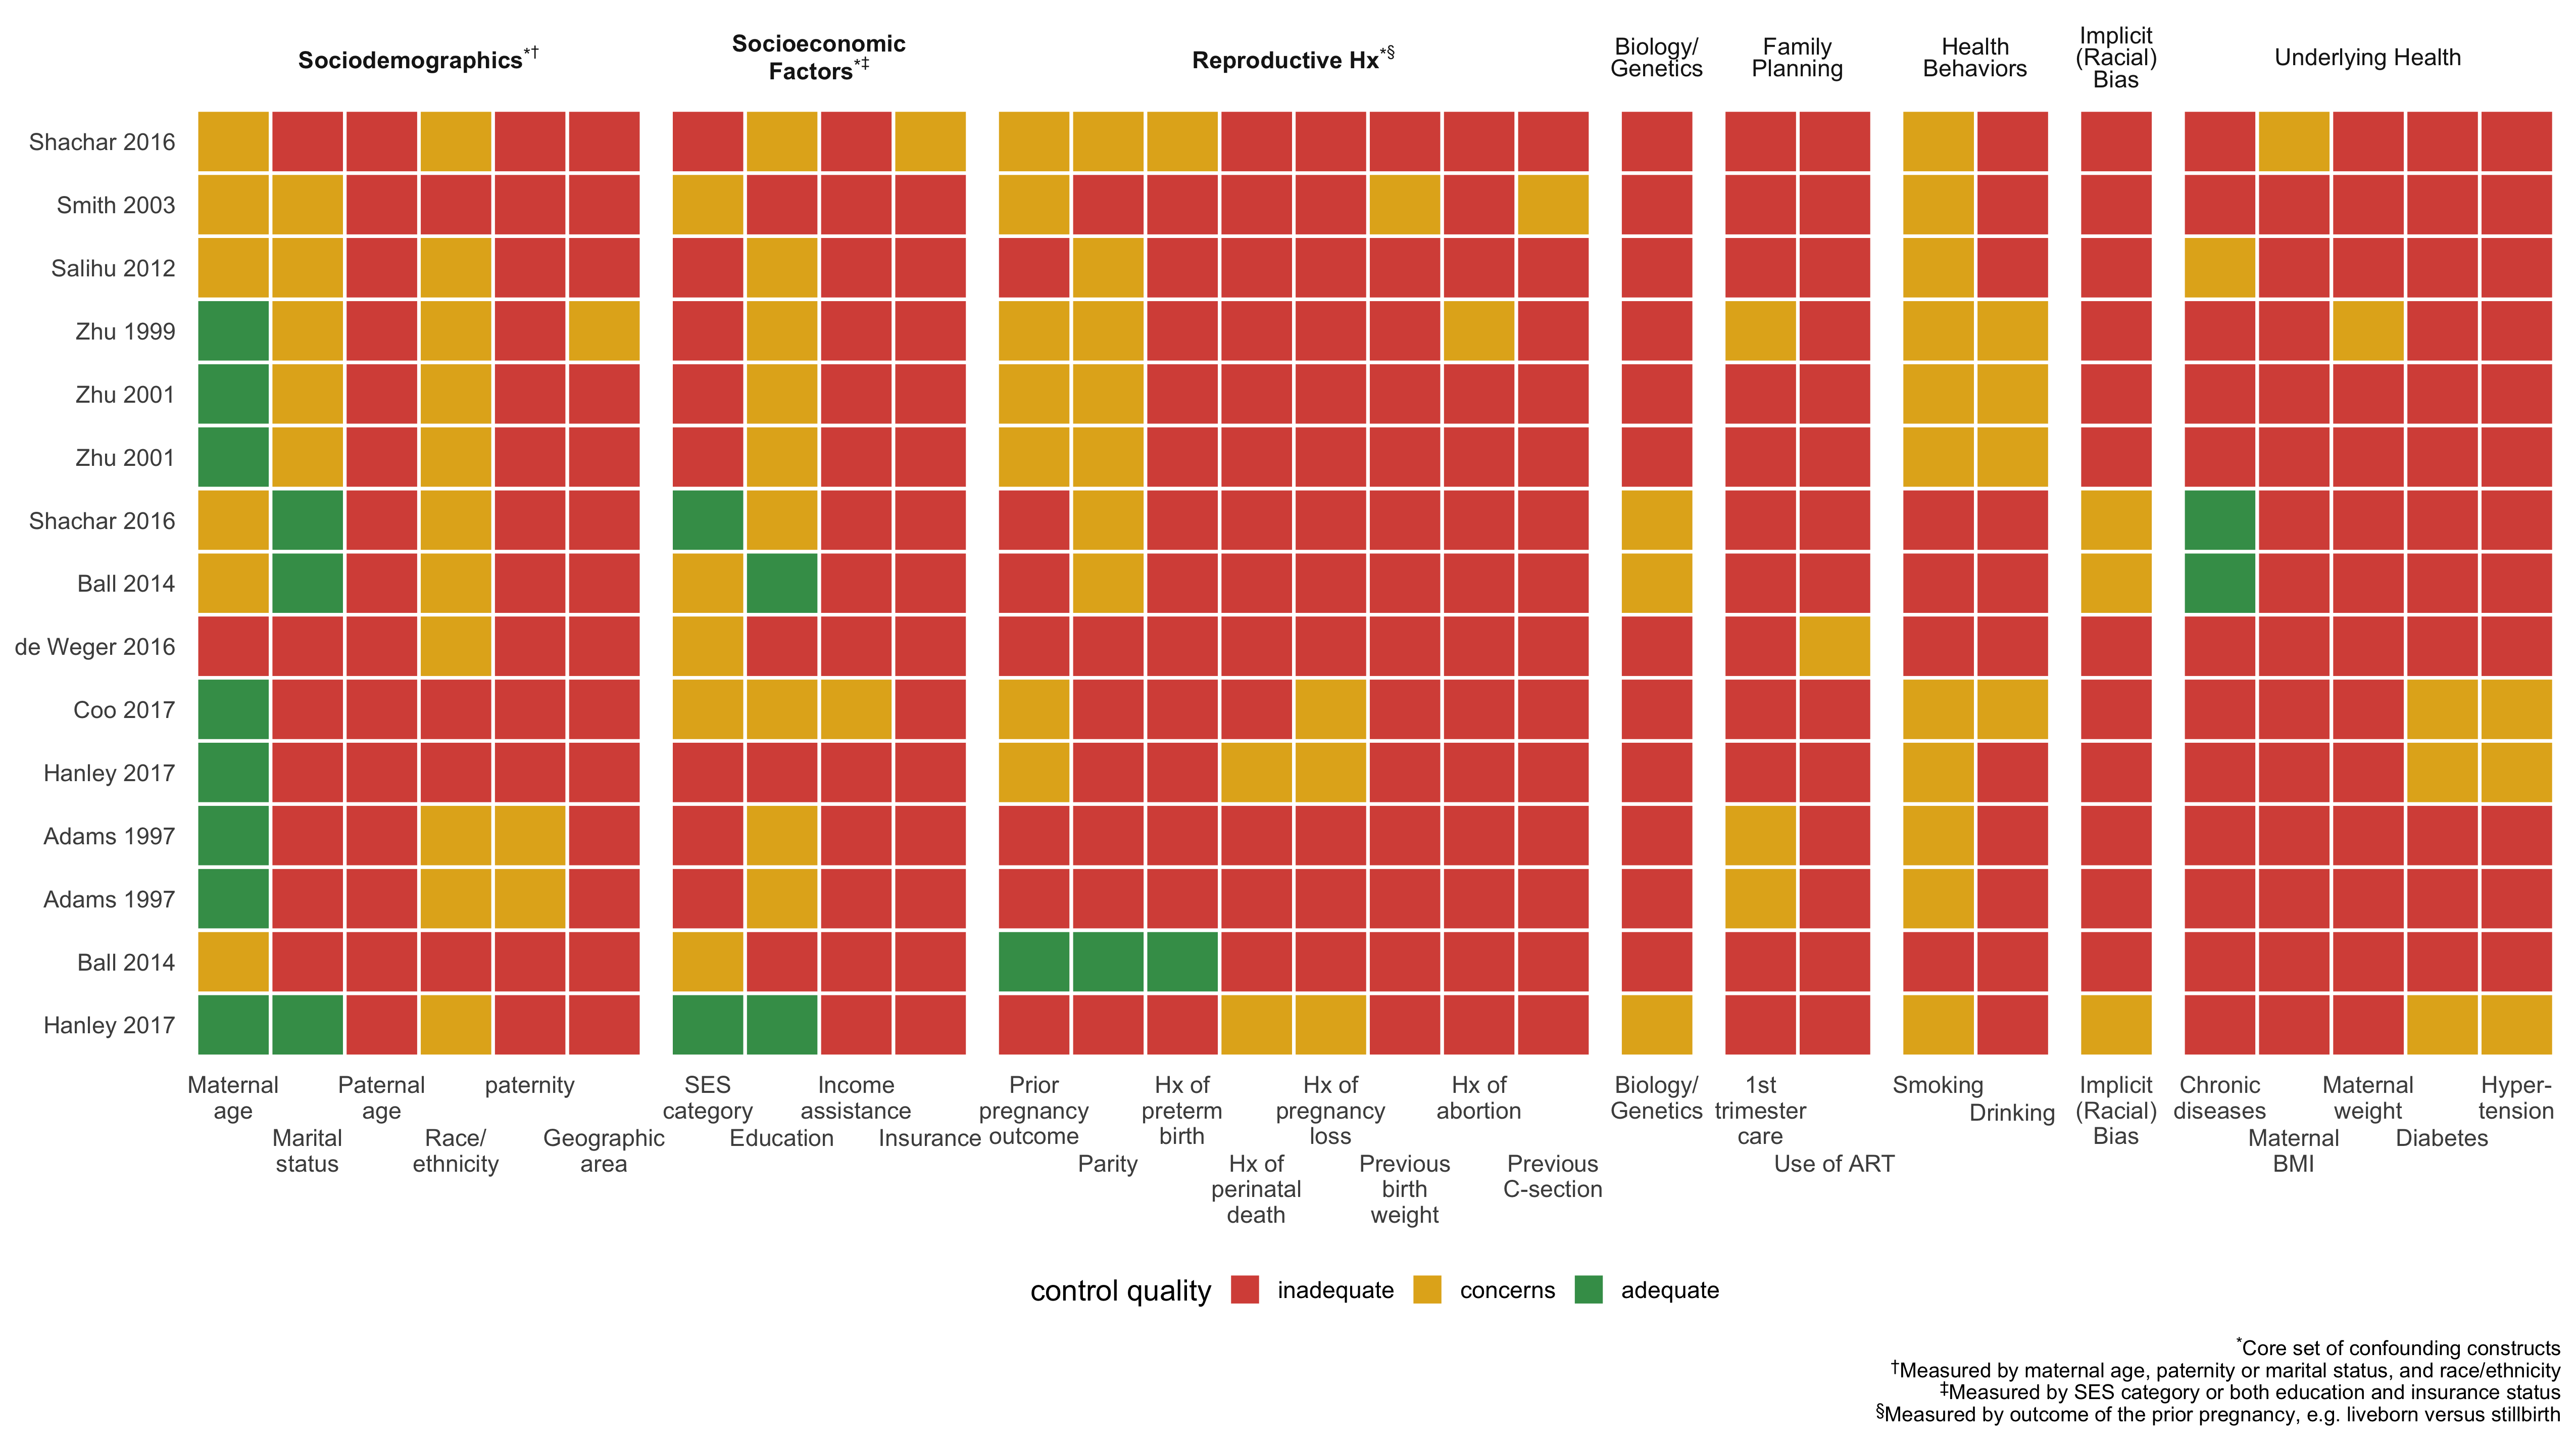 Sociodemographics*†
Socioeconomic
Factors*‡
Reproductive Hx*§
Biology/
Genetics
Family
Planning
Health
Behaviors
Implicit
(Racial)
Bias
Underlying Health
Shachar 2016
Smith 2003
Salihu 2012
Zhu 1999
Zhu 2001
Zhu 2001
Shachar 2016
Ball 2014
de Weger 2016
Coo 2017
Hanley 2017
Adams 1997
Adams 1997
Ball 2014
Hanley 2017
Maternal
age
Marital
status
Paternal
age
Race/
ethnicity
paternity
Geographic
area
SES
category
Education
Income
assistance
Insurance
Prior
pregnancy
outcome
Parity
Hx of
preterm
birth
Hx of
perinatal
death
Hx of
pregnancy
loss
Previous
birth
weight
Hx of
abortion
Previous
C-section
Biology/
Genetics
1st
trimester
care
Use of ART
Smoking
Drinking
Implicit
(Racial)
Bias
Chronic
diseases
Maternal
BMI
Maternal
weight
Diabetes
Hyper-
tension
control quality inadequate concerns adequate
*Core set of confounding constructs
†Measured by maternal age, paternity or marital status, and race/ethnicity
‡Measured by SES category or both education and insurance status
§Measured by outcome of the prior pregnancy, e.g. liveborn versus stillbirth